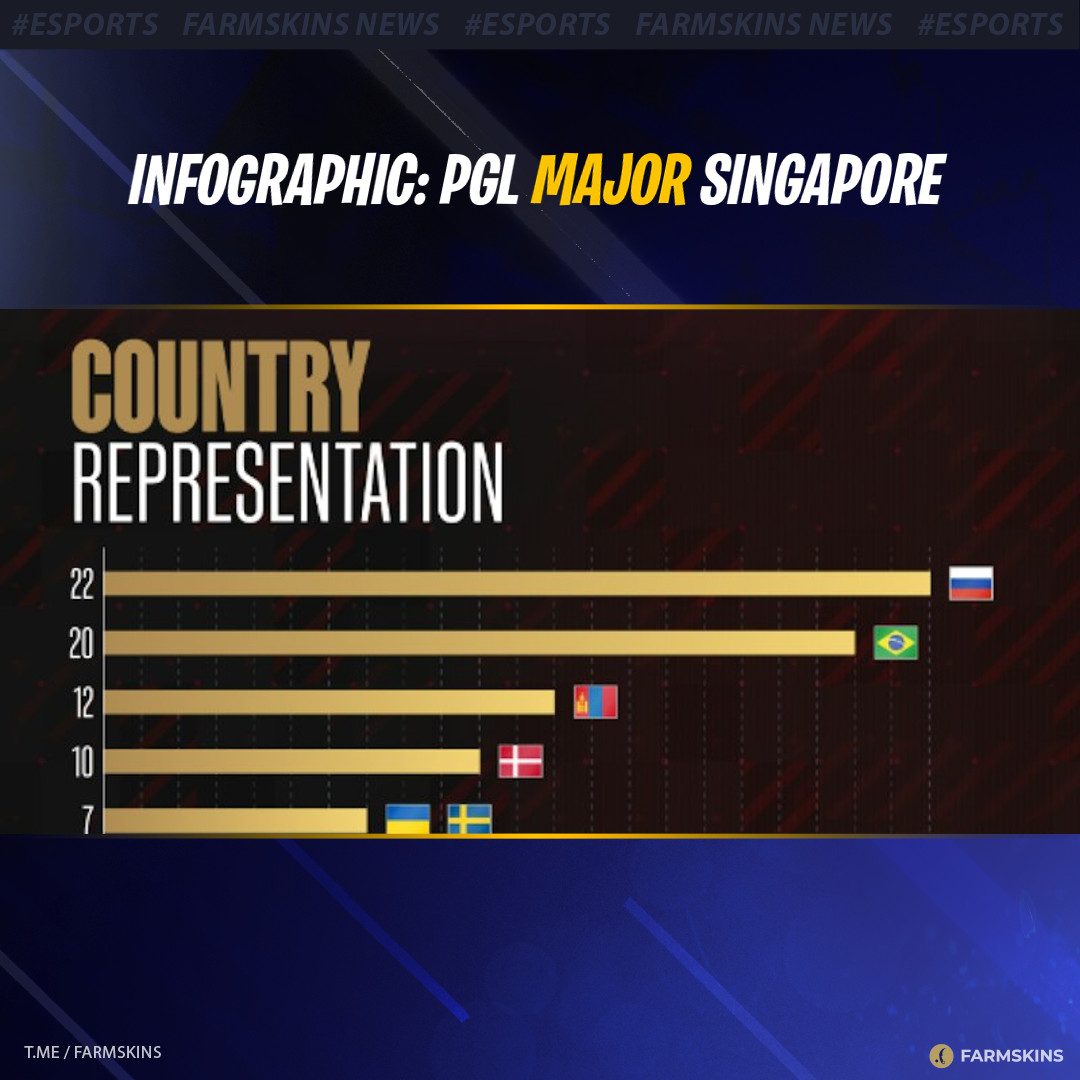 #ESPORTS FARMSKINS NEWS #ESPORTS FARMSKINS NEWS #ESPORTS
INFOGRAPHIC: PGL MAJOR SINGAPORE
COUNTRY
REPRESENTATION
22
20
12
10
7
T.ME / FARMSKINS
FARMSKINS